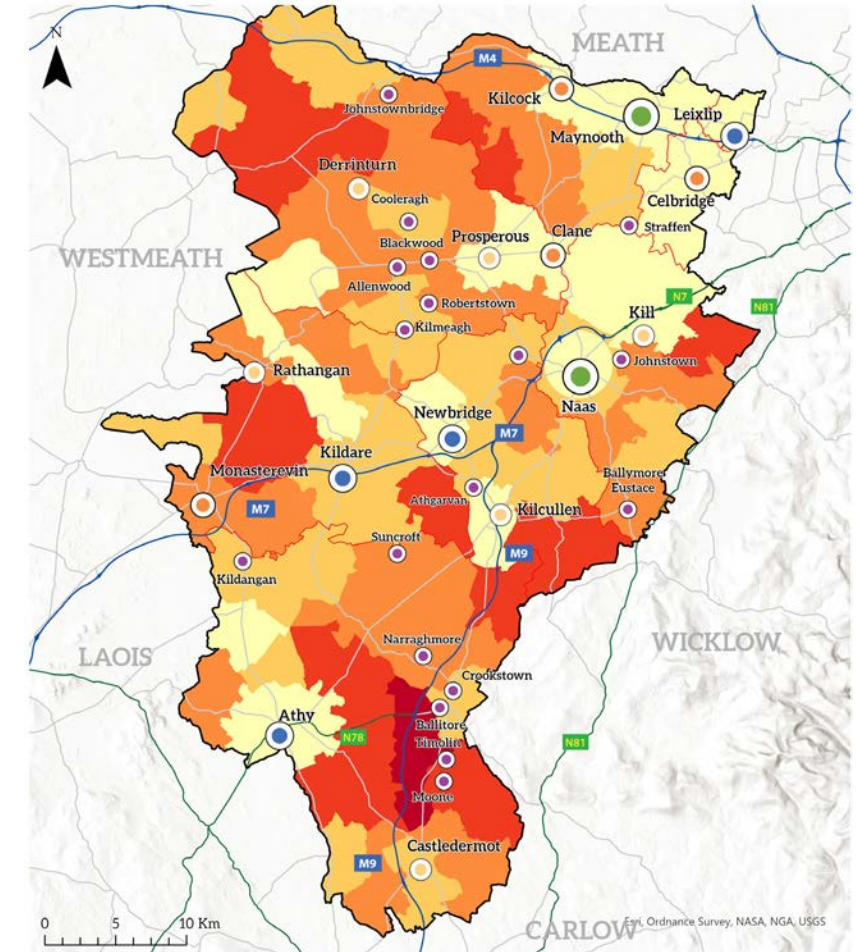 N
MEATH
M4
Kilcock
Johnstownbridge
Leixlip
Maynooth
Derrinturn
Celbridge
Cooleragh
Straffen
Clane
Prosperous
Blackwood
WESTMEATH
Allenwood
N7
N81
Robertstown
Kill
Kilmeagh
Johnstown
Rathangan
Naas
Newbridge
M7
Kildare
Monasterevin
Ballymore
Eustace
Athgarvan
M7
Kilcullen
Suncroft
M9
Kildangan
Narraghmore
WICKLOW
LAOIS
Crookstown
Athy
Ballitore
N78
Timolin
N81
Moone
Castledermot
M9
0 5 10 Km
CARLOW
Esri, Ordnance Survey, NASA, NGA, USGS